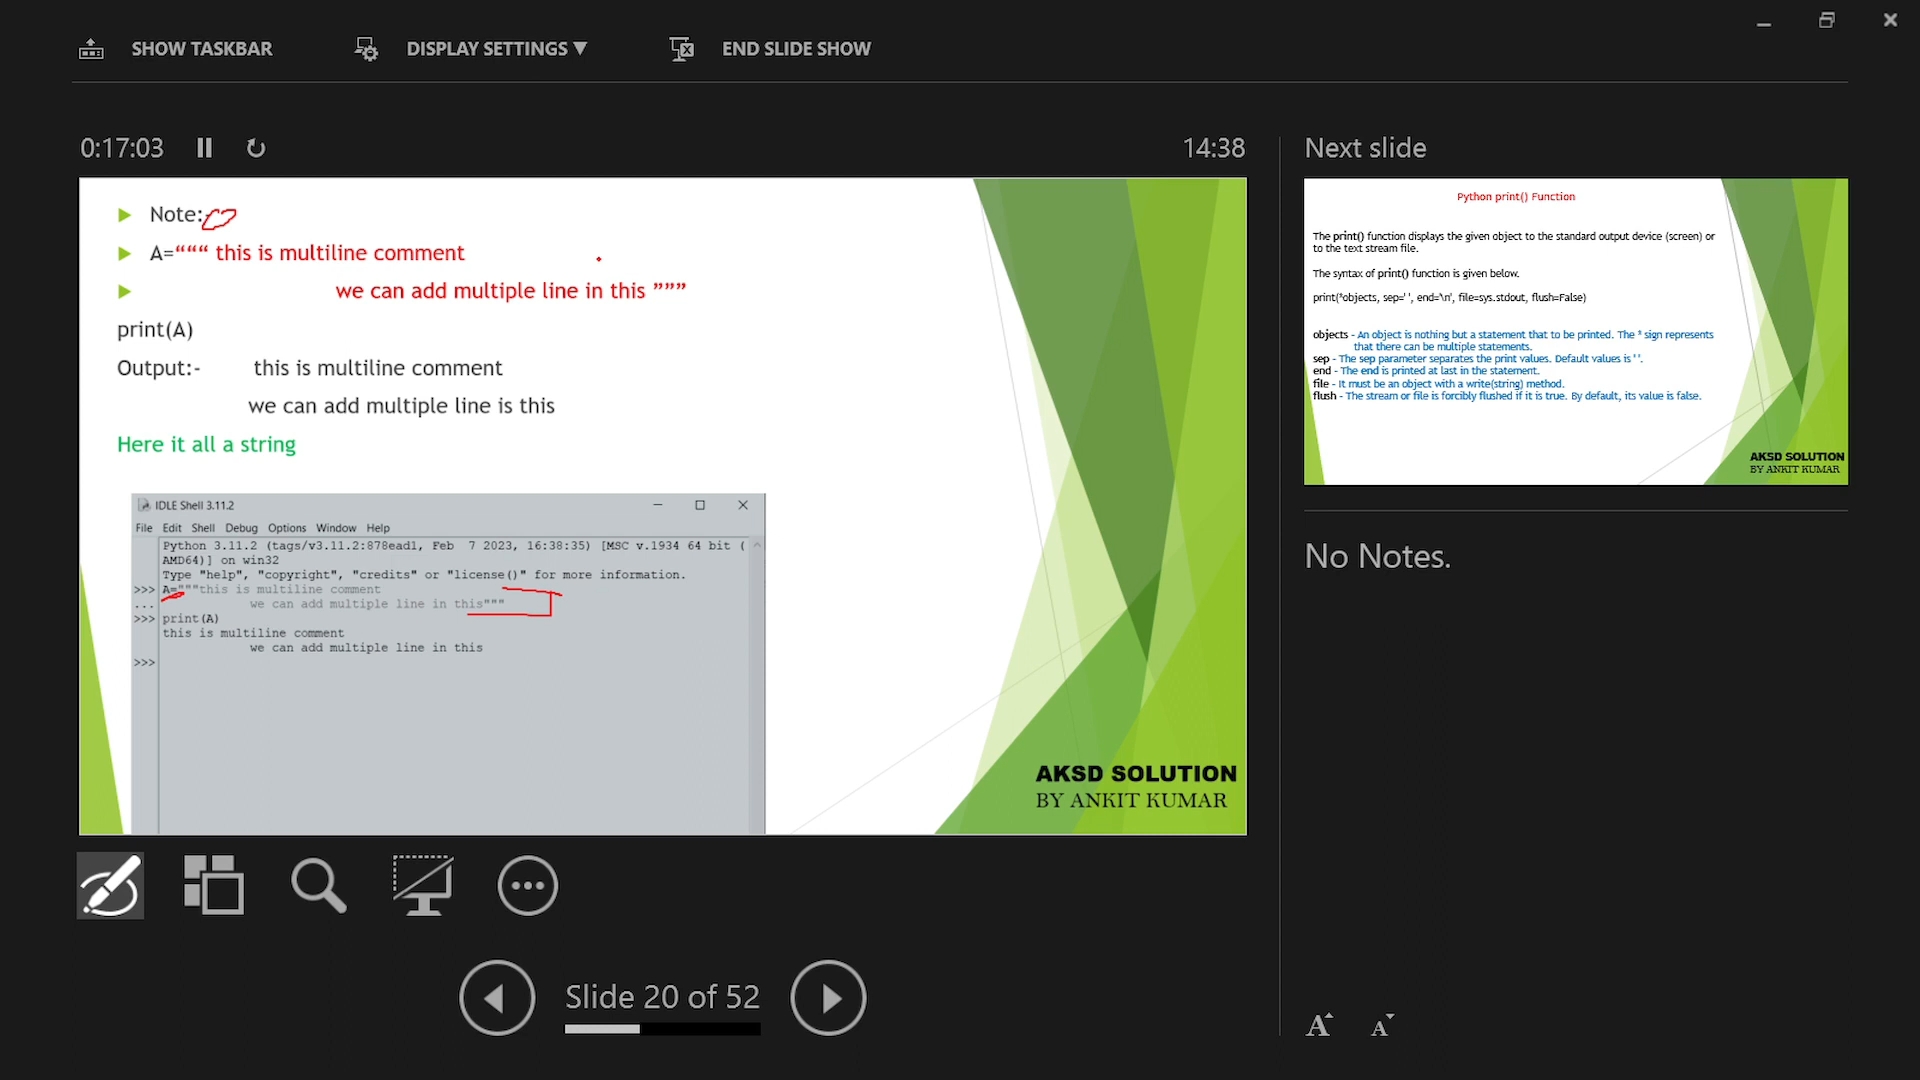 SHOW TASKBAR
DISPLAY SETTINGS ▼
END SLIDE SHOW
0:17:03
14:38
Next slide
Note:-
A=““““ this is multiline comment
we can add multiple line in this ”””
print(A)
Output:- this is multiline comment
we can add multiple line is this
Here it all a string
IDLE Shell 3.11.2
File Edit Shell Debug Options Window Help
Python 3.11.2 (tags/v3.11.2:878ead1, Feb 7 2023, 16:38:35) [MSC v.1934 64 bit (
AMD64)] on win32
Type "help", "copyright", "credits" or "license()" for more information.
>>> A="""this is multiline comment
... we can add multiple line in this"""
>>> print(A)
this is multiline comment
we can add multiple line in this
>>>
AKSD SOLUTION
BY ANKIT KUMAR
Python print() Function
The print() function displays the given object to the standard output device (screen) or
to the text stream file.
The syntax of print() function is given below.
print(*objects, sep=' ', end='\n', file=sys.stdout, flush=False)
objects - An object is nothing but a statement that to be printed. The * sign represents
that there can be multiple statements.
sep - The sep parameter separates the print values. Default values is ' '.
end - The end is printed at last in the statement.
file - It must be an object with a write(string) method.
flush - The stream or file is forcibly flushed if it is true. By default, its value is false.
AKSD SOLUTION
BY ANKIT KUMAR
No Notes.
Slide 20 of 52
A A